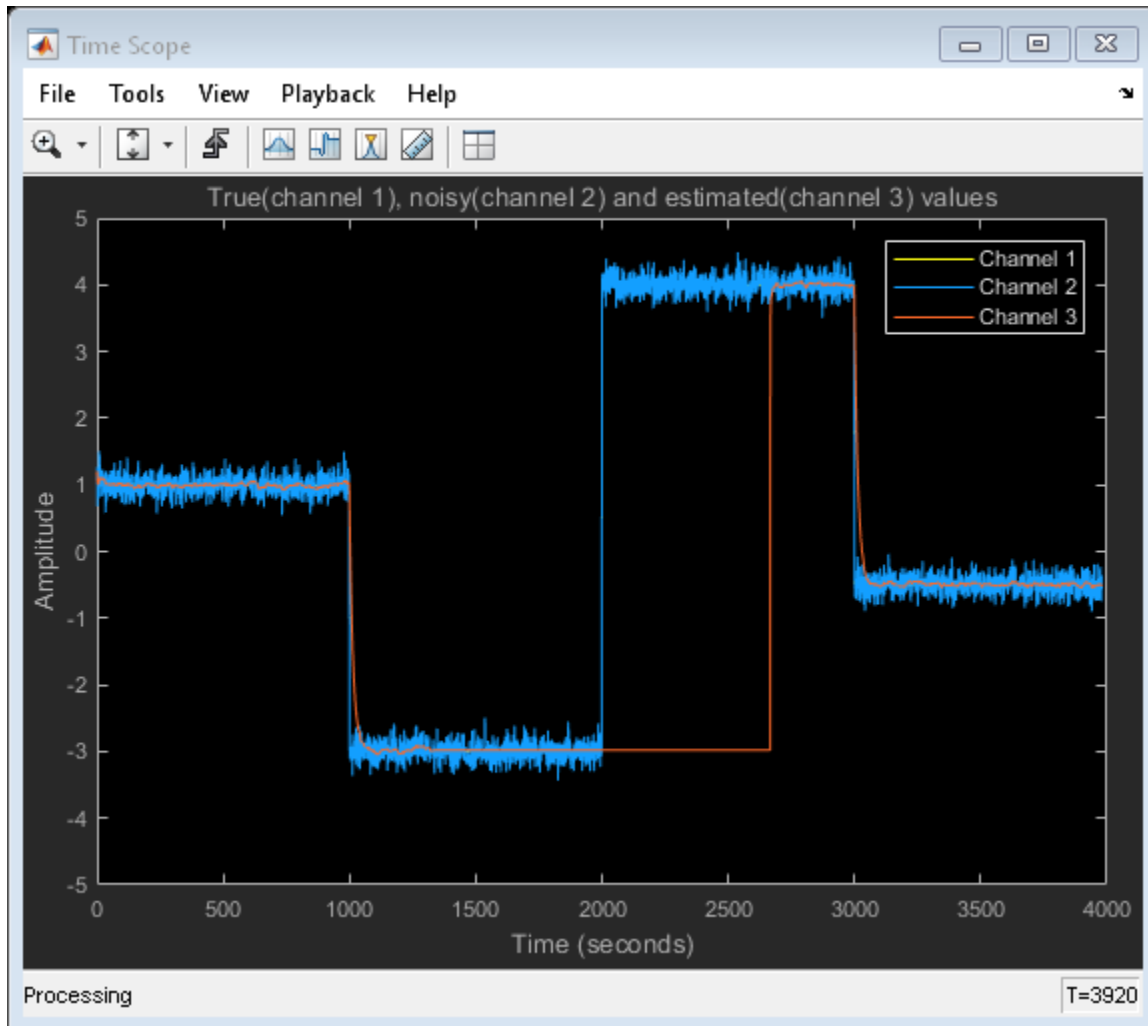 Time Scope
File Tools View Playback Help
True(channel 1), noisy(channel 2) and estimated(channel 3) values
5
4
3
2
1
0
-1
-2
-3
-4
-5
Amplitude
Channel 1
Channel 2
Channel 3
0 500 1000 1500 2000 2500 3000 3500 4000
Time (seconds)
Processing T=3920